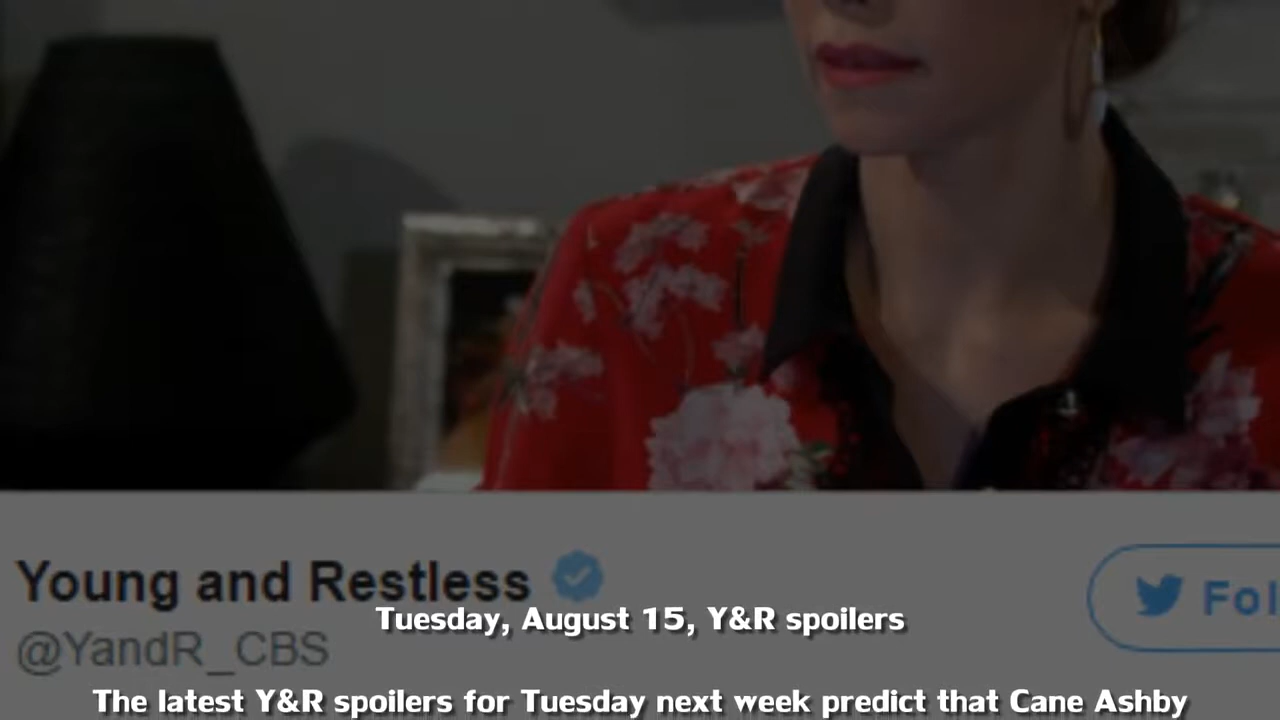 Young and Restless
Fol
Tuesday, August 15, Y&R spoilers
@YandR_CBS
The latest Y&R spoilers for Tuesday next week predict that Cane Ashby